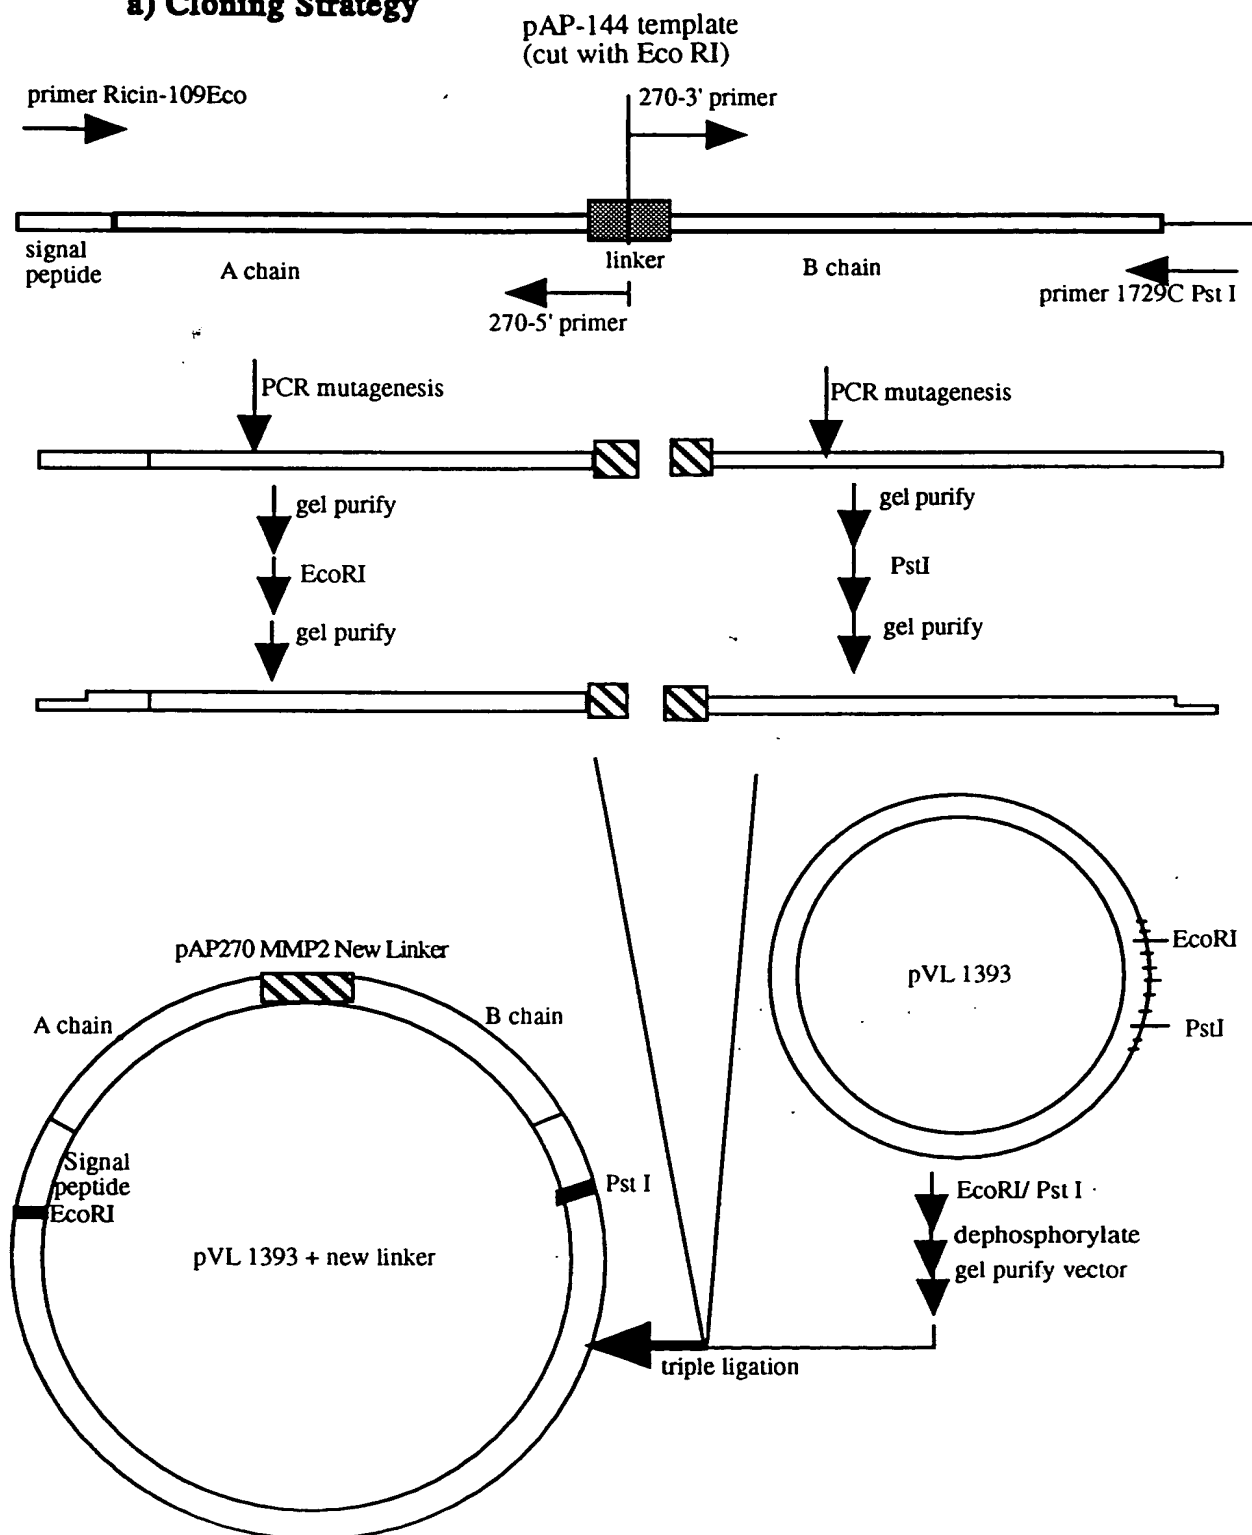 a) Cloning Strategy
pAP-144 template
(cut with Eco RI)
primer Ricin-109Eco
270-3' primer
signal
peptide
A chain
linker
B chain
270-5' primer
primer 1729C Pst I
PCR mutagenesis
PCR mutagenesis
gel purify
gel purify
EcoRI
PstI
gel purify
gel purify
pAP270 MMP2 New Linker
A chain
B chain
pVL 1393
EcoRI
PstI
Signal
peptide
EcoRI
Pst I
pVL 1393 + new linker
EcoRI/ Pst I
dephosphorylate
gel purify vector
triple ligation